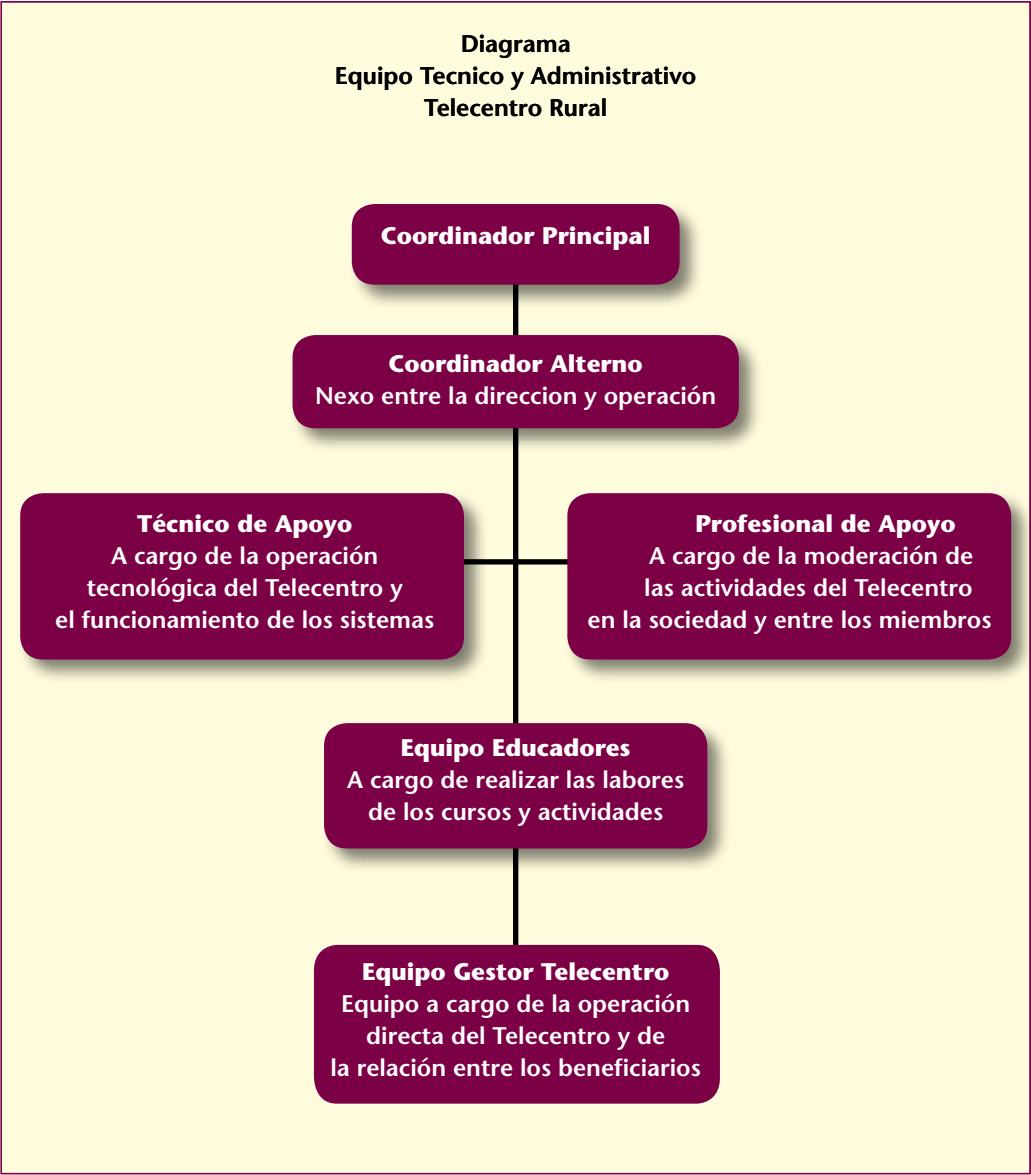 Diagrama
Equipo Tecnico y Administrativo
Telecentro Rural
Coordinador Principal
Coordinador Alterno
Nexo entre la direccion y operación
Técnico de Apoyo
A cargo de la operación
tecnológica del Telecentro y
el funcionamiento de los sistemas
Profesional de Apoyo
A cargo de la moderación de
las actividades del Telecentro
en la sociedad y entre los miembros
Equipo Educadores
A cargo de realizar las labores
de los cursos y actividades
Equipo Gestor Telecentro
Equipo a cargo de la operación
directa del Telecentro y de
la relación entre los beneficiarios